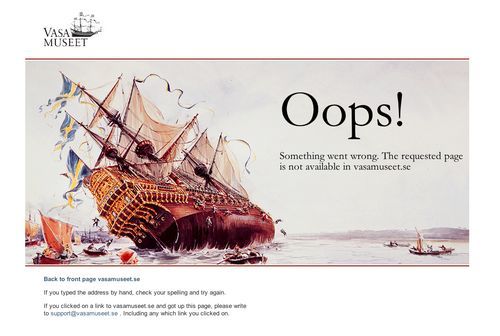 VASA
MUSEET
Oops!
Something went wrong. The requested page
is not available in vasamuseet.se
Back to front page vasamuseet.se
If you typed the address by hand, check your spelling and try again.
If you clicked on a link to vasamuseet.se and got up this page, please write
to support@vasamuseet.se . Including any which link you clicked on.